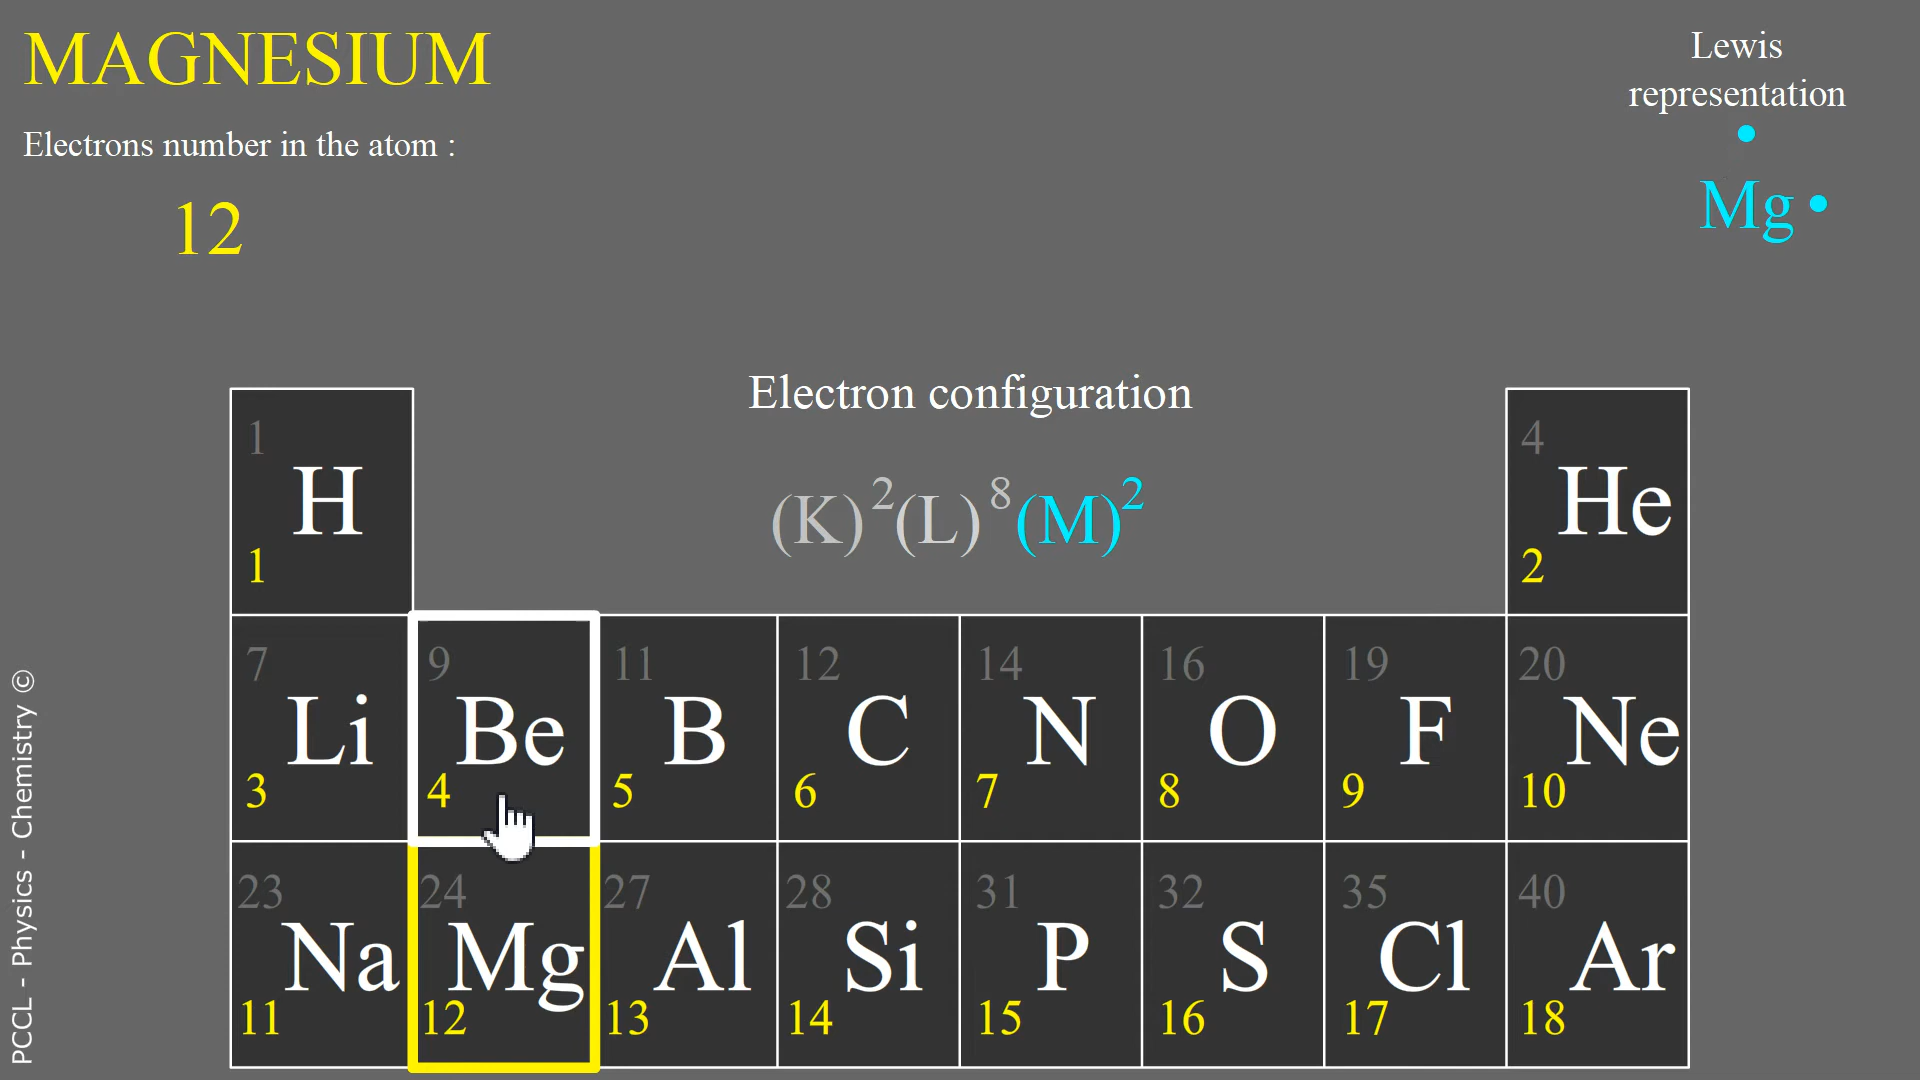 MAGNESIUM
Electrons number in the atom :
12
Lewis
representation
Mg
Electron configuration
(K)²(L)⁸(M)²
1
H
1
4
He
2
7
Li
3
9
Be
4
11
B
5
12
C
6
14
N
7
16
O
8
19
F
9
20
Ne
10
23
Na
11
24
Mg
12
27
Al
13
28
Si
14
31
P
15
32
S
16
35
Cl
17
40
Ar
18
PCCL - Physics - Chemistry ©